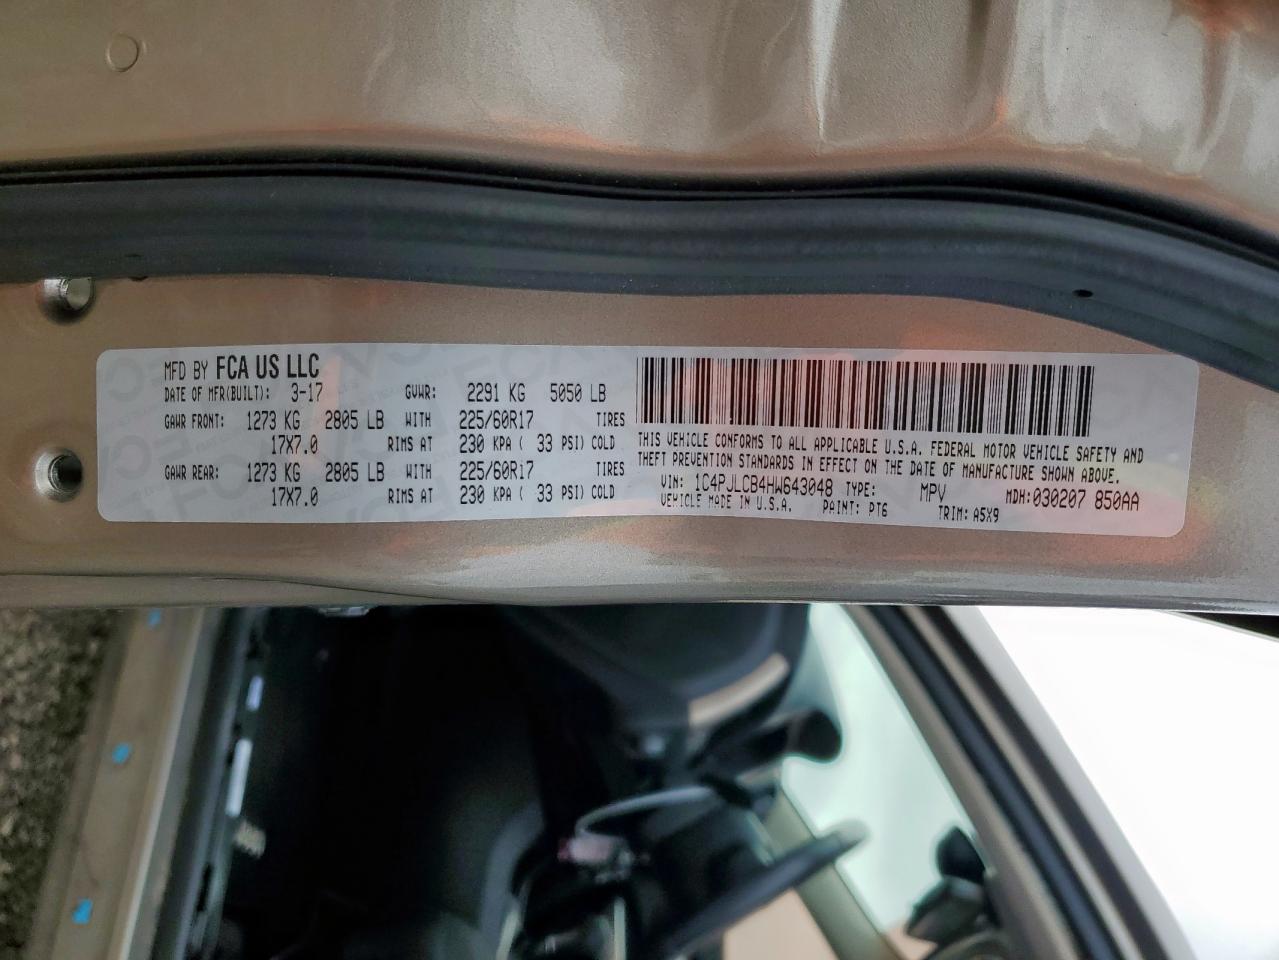 MFD BY FCA US LLC
DATE OF MFR(BUILT): 3-17 GVWR: 2291 KG 5050 LB
GAWR FRONT: 1273 KG 2805 LB WITH 225/60R17 TIRES
17X7.0 RIMS AT 230 KPA ( 33 PSI) COLD
GAWR REAR: 1273 KG 2805 LB WITH 225/60R17 TIRES
17X7.0 RIMS AT 230 KPA ( 33 PSI) COLD
THIS VEHICLE CONFORMS TO ALL APPLICABLE U.S.A. FEDERAL MOTOR VEHICLE SAFETY AND
THEFT PREVENTION STANDARDS IN EFFECT ON THE DATE OF MANUFACTURE SHOWN ABOVE.
VIN: 1C4PJLCB4HW643048 TYPE: MPV MDH:030207 850AA
VEHICLE MADE IN U.S.A. PAINT: PT6 TRIM: A5X9